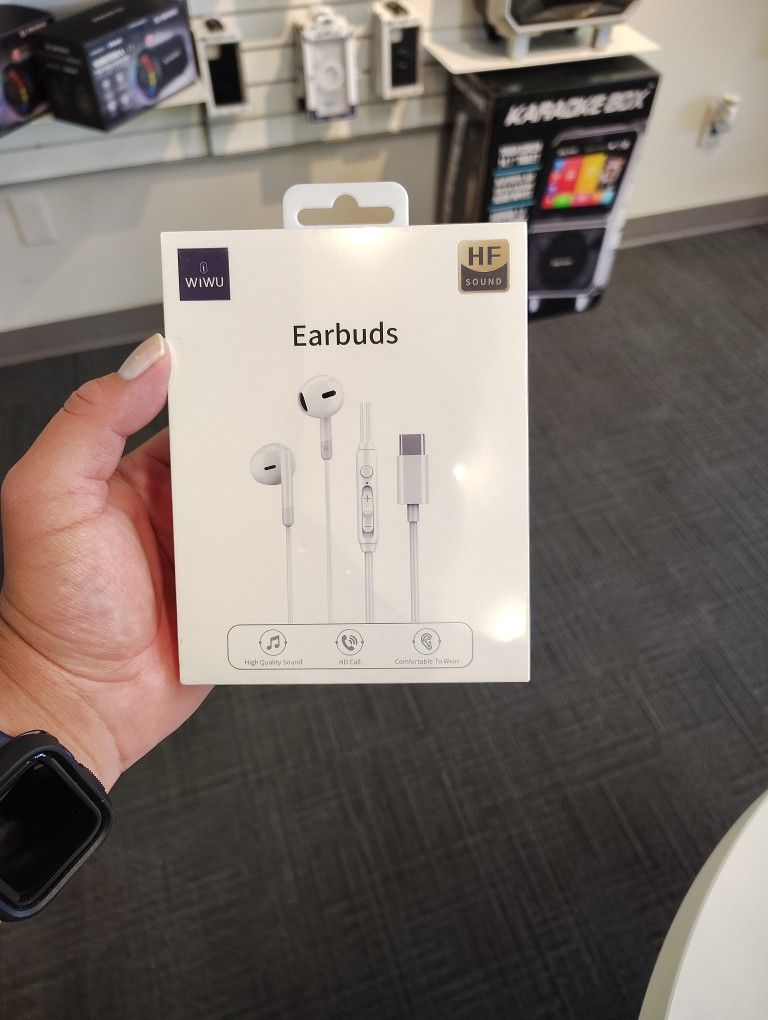 WiWU
HF
SOUND
Earbuds
R
High Quality Sound
HD Call
Comfortable To Wear
KARAOKE BOX